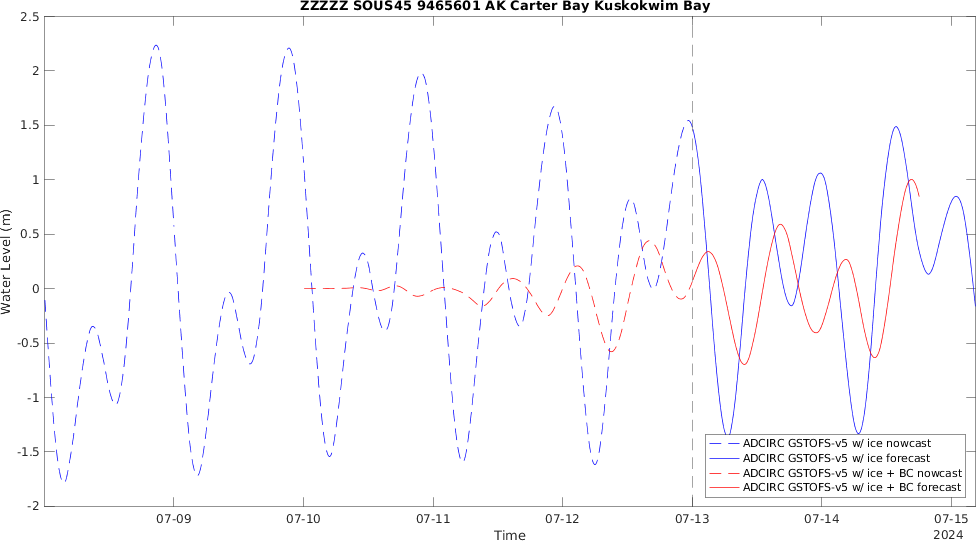 ZZZZZ SOUS45 9465601 AK Carter Bay Kuskokwim Bay
2.5
2
1.5
1
0.5
0
-0.5
-1
-1.5
-2
Water Level (m)
ADCIRC GSTOFS-v5 w/ ice nowcast
ADCIRC GSTOFS-v5 w/ ice forecast
ADCIRC GSTOFS-v5 w/ ice + BC nowcast
ADCIRC GSTOFS-v5 w/ ice + BC forecast
07-09 07-10 07-11 07-12 07-13 07-14 07-15
Time
2024